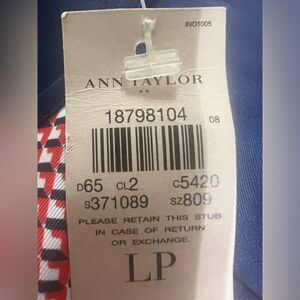 INO1005
ANN TAYLOR
18798104 08
D65 CL2 C5420
S371089 SZ809
PLEASE RETAIN THIS STUB
IN CASE OF RETURN
OR EXCHANGE.
LP